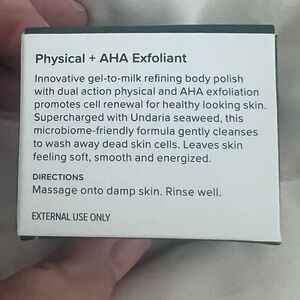 Physical + AHA Exfoliant
Innovative gel-to-milk refining body polish
with dual action physical and AHA exfoliation
promotes cell renewal for healthy looking skin.
Supercharged with Undaria seaweed, this
microbiome-friendly formula gently cleanses
to wash away dead skin cells. Leaves skin
feeling soft, smooth and energized.
DIRECTIONS
Massage onto damp skin. Rinse well.
EXTERNAL USE ONLY